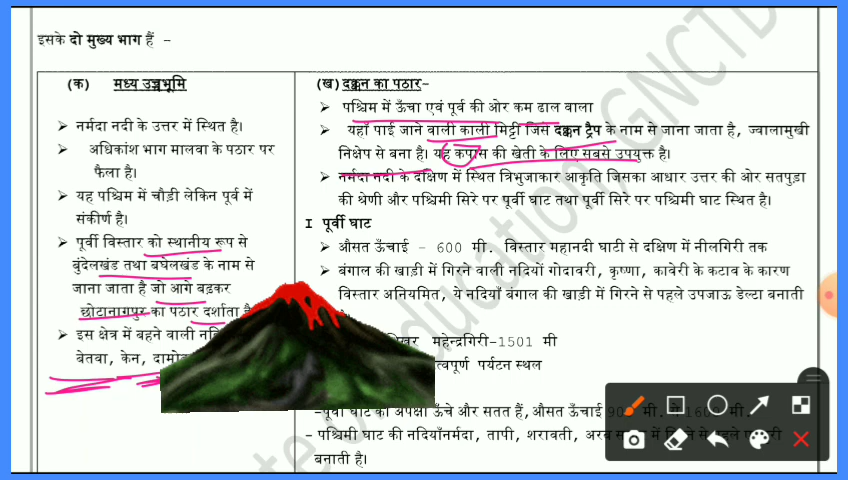 इसके दो मुख्य भाग हैं –
(क) मध्य उच्चभूमि
➢ नर्मदा नदी के उत्तर में स्थित है।
➢ अधिकांश भाग मालवा के पठार पर
फैला है।
➢ यह पश्चिम में चौड़ी लेकिन पूर्व में
संकीर्ण है।
➢ पूर्वी विस्तार को स्थानीय रूप से
बुंदेलखंड तथा बघेलखंड के नाम से
जाना जाता है जो आगे बढ़कर
छोटानागपुर का पठार दर्शाता है
➢ इस क्षेत्र में बहने वाली
बेतवा, केन,
(ख) दक्कन का पठार–
➢ पश्चिम में ऊँचा एवं पूर्व की ओर कम ढाल वाला
➢ यहाँ पाई जाने वाली काली मिट्टी जिसे दक्कन ट्रैप के नाम से जाना जाता है, ज्वालामुखी
निक्षेप से बना है। यह कपास की खेती के लिए सबसे उपयुक्त है।
➢ नर्मदा नदी के दक्षिण में स्थित त्रिभुजाकार आकृति जिसका आधार उत्तर की ओर सतपुड़ा
की श्रेणी और पश्चिमी सिरे पर पूर्वी घाट तथा पूर्वी सिरे पर पश्चिमी घाट स्थित है।
I पूर्वी घाट
➢ औसत ऊँचाई – 600 मी. विस्तार महानदी घाटी से दक्षिण में नीलगिरी तक
➢ बंगाल की खाड़ी में गिरने वाली नदियों गोदावरी, कृष्णा, कावेरी के कटाव के कारण
विस्तार अनियमित, ये नदियाँ बंगाल की खाड़ी में गिरने से पहले उपजाऊ डेल्टा बनाती
महेन्द्रगिरी–1501 मी
पर्यटन स्थल
–पूर्वी घाट की अपेक्षा ऊँचे और सतत हैं,औसत ऊँचाई
– पश्चिमी घाट की नदियाँनर्मदा, तापी, शरावती,
बनाती है।